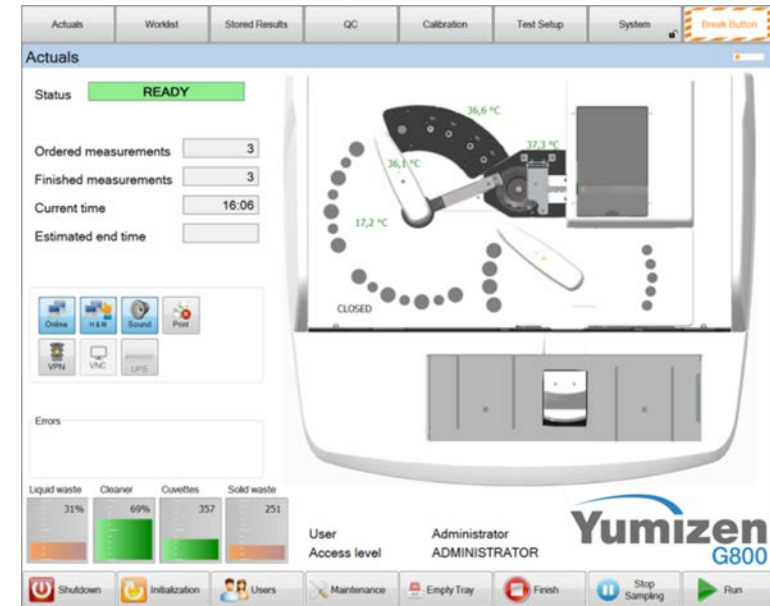 Actuals
Worklist
Stored Results
QC
Calibration
Test Setup
System
Break Button
Actuals
Status READY
Ordered measurements 3
Finished measurements 3
Current time 16:06
Estimated end time
36,6 °C
37,3 °C
36,1 °C
17,2 °C
CLOSED
Online
H & M
Sound
Print
VPN
VNC
UPS
Errors
Liquid waste
Cleaner
Cuvettes
Solid waste
31%
69%
357
251
User Administrator
Access level ADMINISTRATOR
Yumizen
G800
Shutdown
Initialization
Users
Maintenance
Empty Tray
Finish
Stop
Sampling
Run